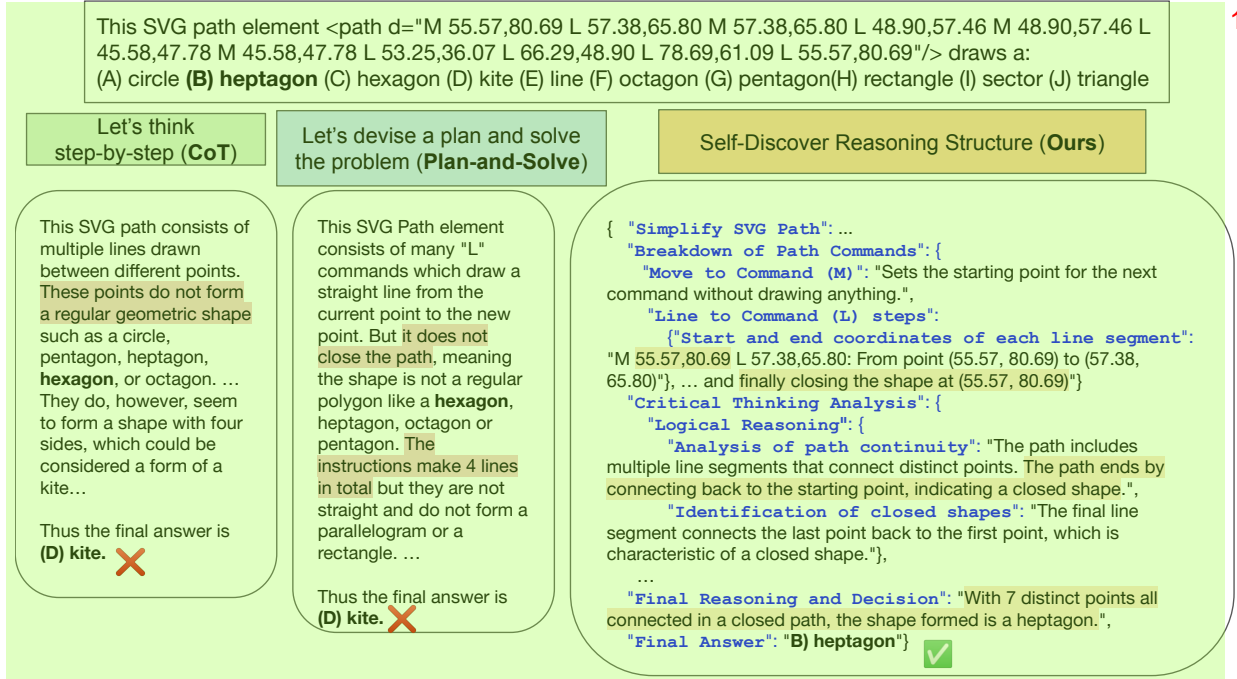 This SVG path element <path d="M 55.57,80.69 L 57.38,65.80 M 57.38,65.80 L 48.90,57.46 M 48.90,57.46 L
45.58,47.78 M 45.58,47.78 L 53.25,36.07 L 66.29,48.90 L 78.69,61.09 L 55.57,80.69"/> draws a:
(A) circle (B) heptagon (C) hexagon (D) kite (E) line (F) octagon (G) pentagon(H) rectangle (I) sector (J) triangle
Let's think
step-by-step (CoT)
This SVG path consists of
multiple lines drawn
between different points.
These points do not form
a regular geometric shape
such as a circle,
pentagon, heptagon,
hexagon, or octagon. ...
They do, however, seem
to form a shape with four
sides, which could be
considered a form of a
kite...
Thus the final answer is
(D) kite. ❌
Let's devise a plan and solve
the problem (Plan-and-Solve)
This SVG Path element
consists of many "L"
commands which draw a
straight line from the
current point to the new
point. But it does not
close the path, meaning
the shape is not a regular
polygon like a hexagon,
heptagon, octagon or
pentagon. The
instructions make 4 lines
in total but they are not
straight and do not form a
parallelogram or a
rectangle. ...
Thus the final answer is
(D) kite. ❌
Self-Discover Reasoning Structure (Ours)
{ "Simplify SVG Path": ...
"Breakdown of Path Commands": {
"Move to Command (M)": "Sets the starting point for the next
command without drawing anything.",
"Line to Command (L) steps":
{"Start and end coordinates of each line segment":
"M 55.57,80.69 L 57.38,65.80: From point (55.57, 80.69) to (57.38,
65.80)"}, ... and finally closing the shape at (55.57, 80.69)"}
"Critical Thinking Analysis": {
"Logical Reasoning": {
"Analysis of path continuity": "The path includes
multiple line segments that connect distinct points. The path ends by
connecting back to the starting point, indicating a closed shape.",
"Identification of closed shapes": "The final line
segment connects the last point back to the first point, which is
characteristic of a closed shape."},
...
"Final Reasoning and Decision": "With 7 distinct points all
connected in a closed path, the shape formed is a heptagon.",
"Final Answer": "B) heptagon"}
✅